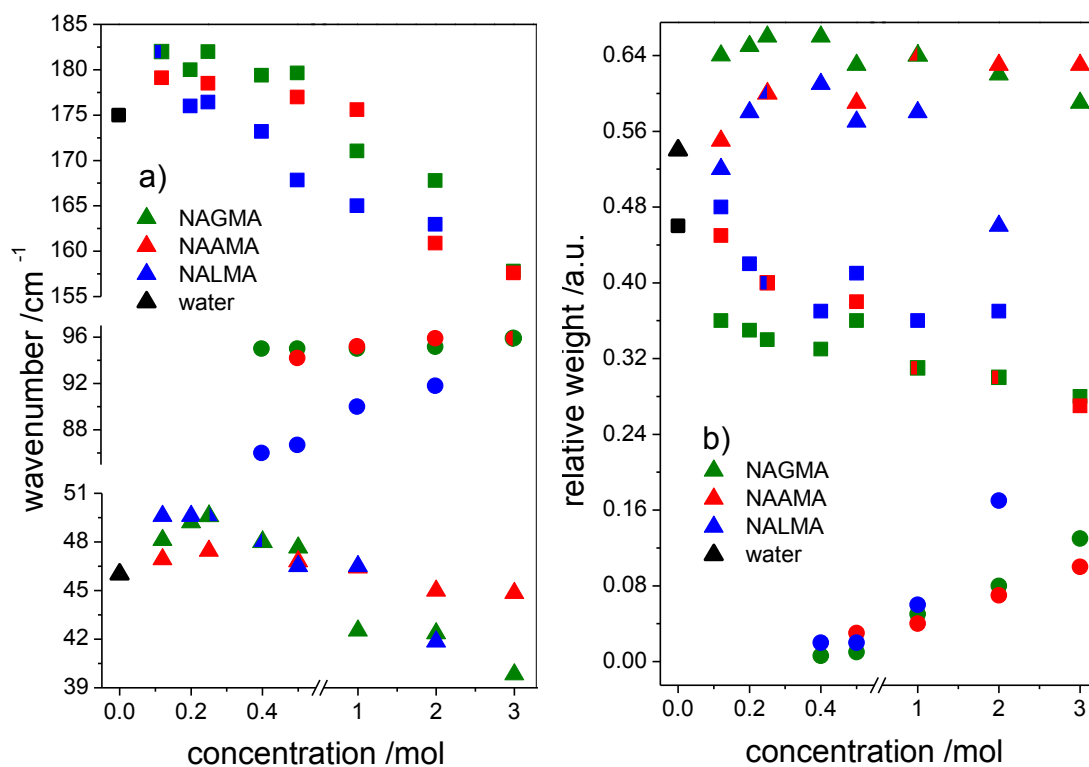 185
180
175
170
165
160
155
96
92
88
51
48
45
42
39
wavenumber /cm⁻¹
a)
NAGMA
NAAMA
NALMA
water
0.0 0.2 0.4 1 2 3
concentration /mol
0.64
0.56
0.48
0.40
0.32
0.24
0.16
0.08
0.00
relative weight /a.u.
b)
NAGMA
NAAMA
NALMA
water
0.0 0.2 0.4 1 2 3
concentration /mol